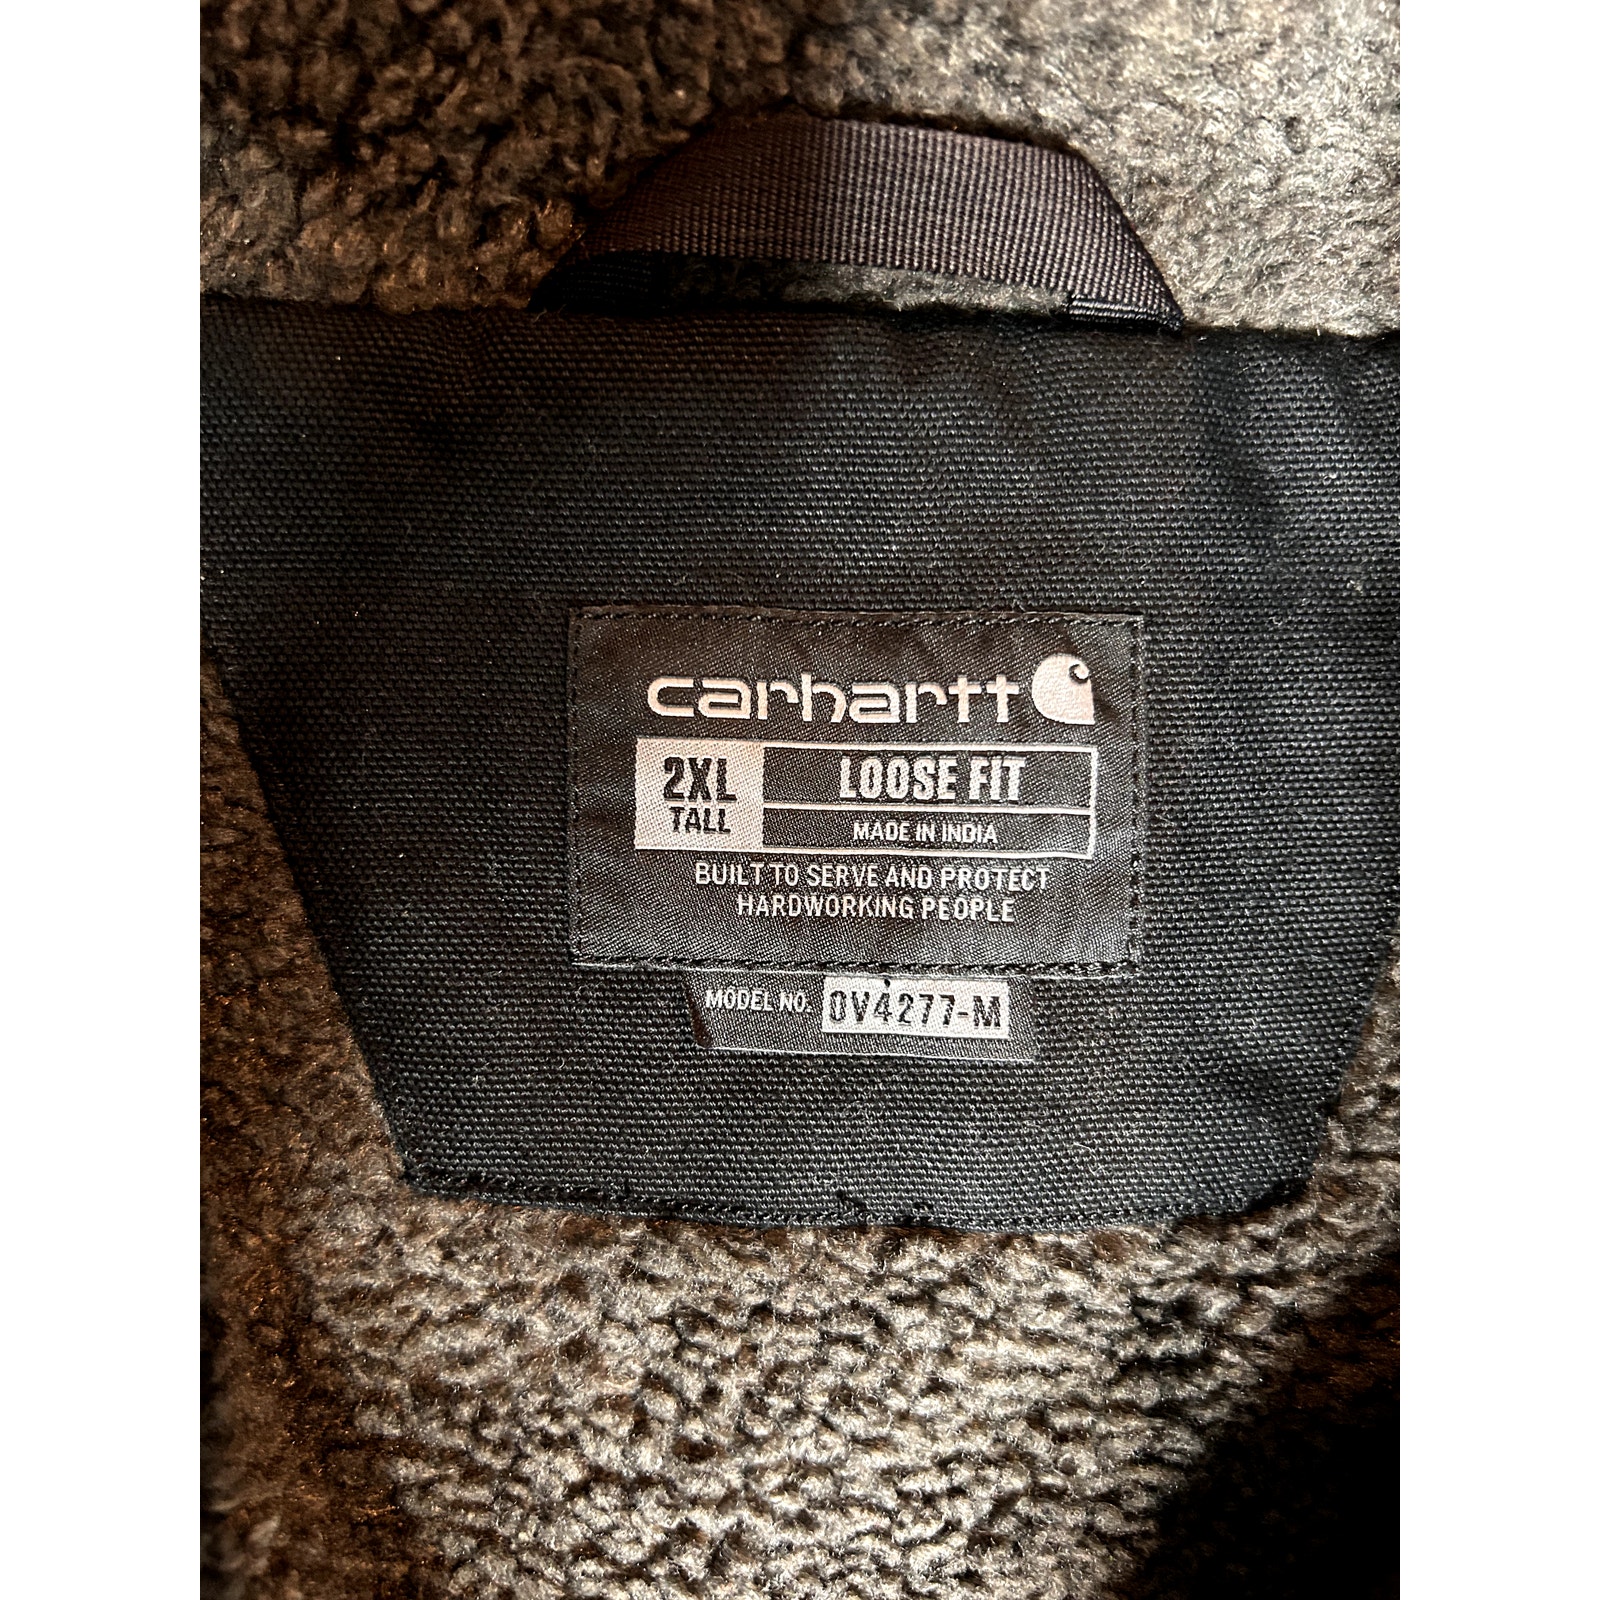 carhartt
2XL
TALL
LOOSE FIT
MADE IN INDIA
BUILT TO SERVE AND PROTECT
HARDWORKING PEOPLE
MODEL NO. OV4277-M